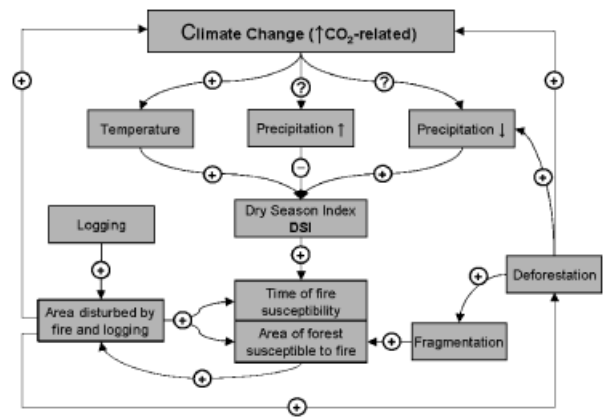 Climate Change (↑CO₂-related)
+
?
?
+
+
Temperature
Precipitation ↑
Precipitation ↓
+
−
+
+
Dry Season Index
DSI
Logging
+
+
Deforestation
+
Time of fire
susceptibility
Area disturbed by
fire and logging
+
Area of forest
susceptible to fire
+
Fragmentation
+
+